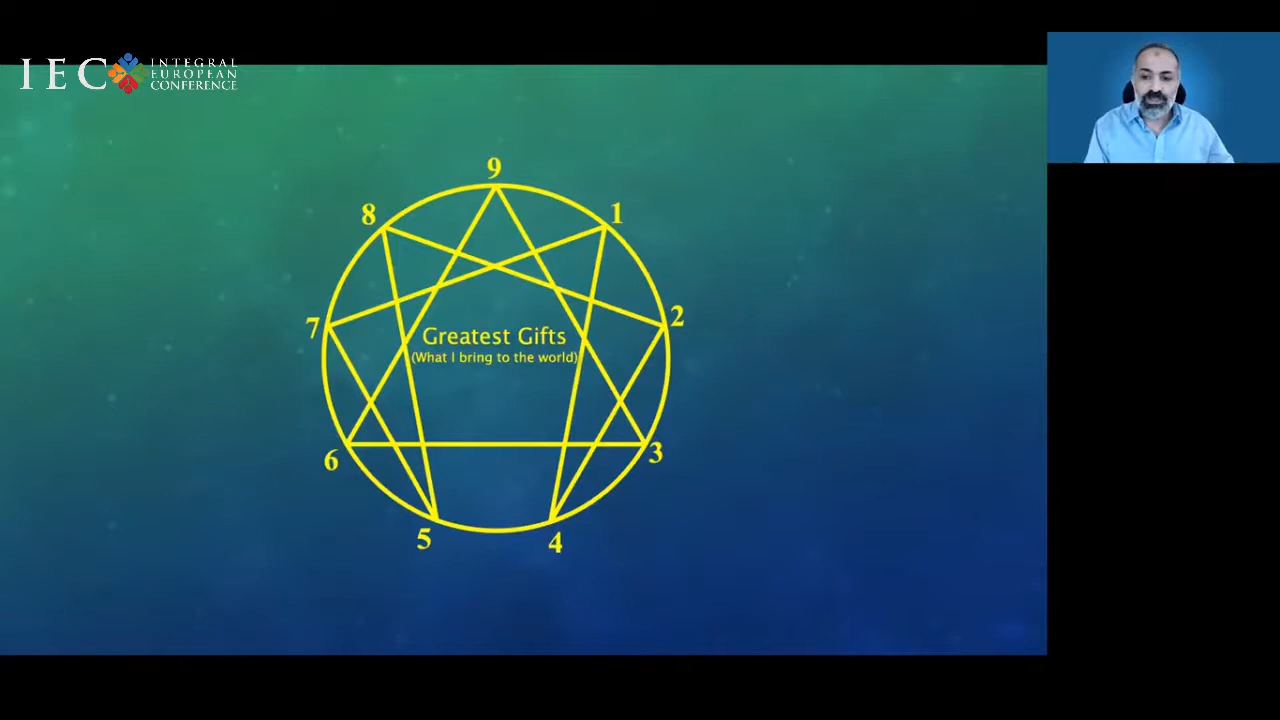 IEC
INTEGRAL
EUROPEAN
CONFERENCE
9
8
1
7
2
Greatest Gifts
(What I bring to the world)
6
3
5
4